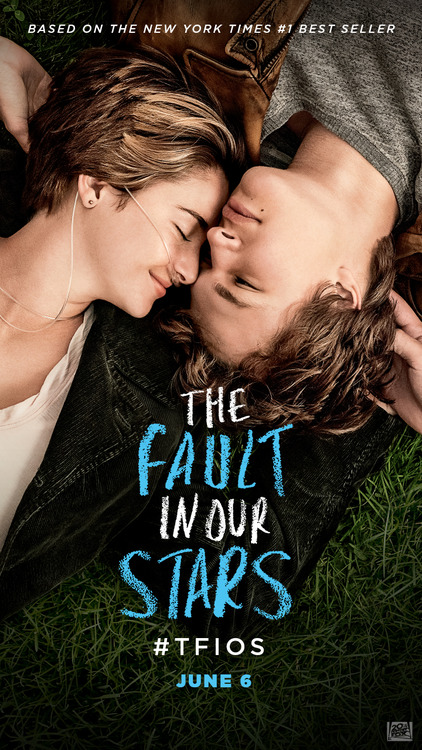 BASED ON THE NEW YORK TIMES #1 BEST SELLER
THE
FAULT
IN OUR
STARS
#TFIOS
JUNE 6